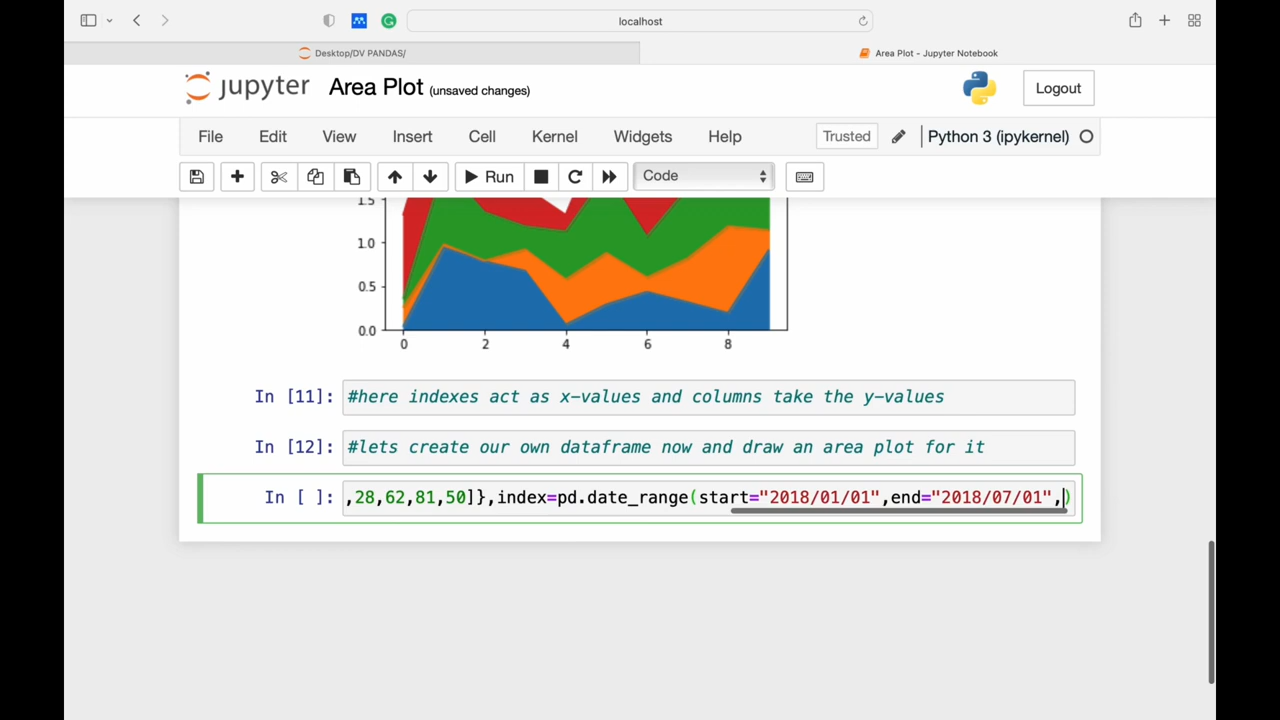 localhost
Desktop/DV PANDAS/
Area Plot - Jupyter Notebook
jupyter Area Plot (unsaved changes)
Logout
File Edit View Insert Cell Kernel Widgets Help Trusted Python 3 (ipykernel)
Run Code
1.5
1.0
0.5
0.0
0 2 4 6 8
In [11]: #here indexes act as x-values and columns take the y-values
In [12]: #lets create our own dataframe now and draw an area plot for it
In [ ]: ,28,62,81,50]},index=pd.date_range(start="2018/01/01",end="2018/07/01",)